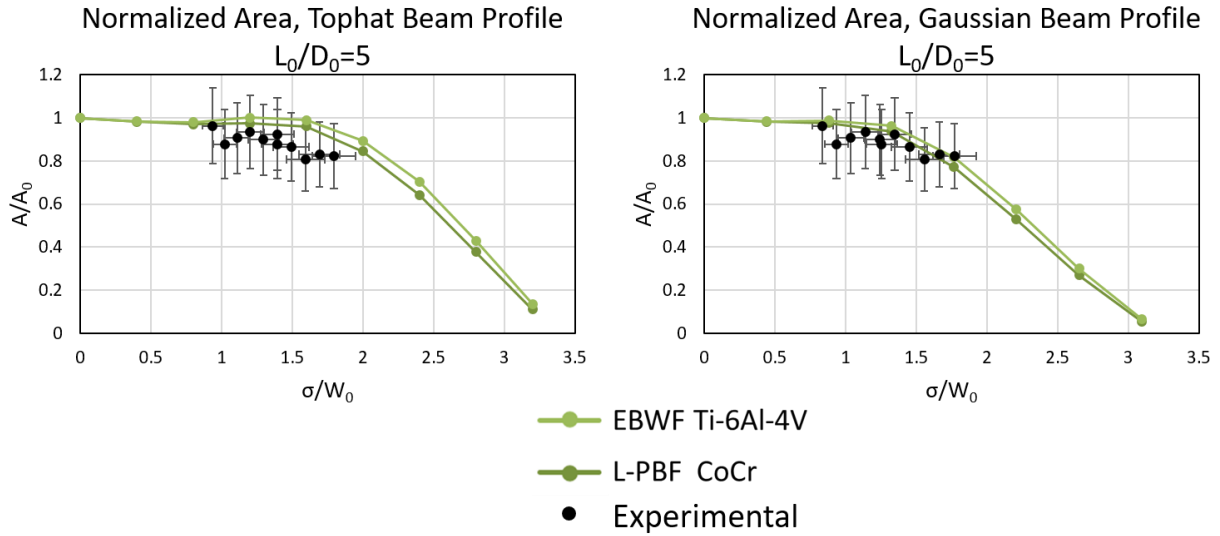 Normalized Area, Tophat Beam Profile
L₀/D₀=5
1.2
1
0.8
0.6
0.4
0.2
0
A/A₀
0 0.5 1 1.5 2 2.5 3 3.5
σ/W₀
Normalized Area, Gaussian Beam Profile
L₀/D₀=5
1.2
1
0.8
0.6
0.4
0.2
0
A/A₀
0 0.5 1 1.5 2 2.5 3 3.5
σ/W₀
EBWF Ti-6Al-4V
L-PBF CoCr
Experimental